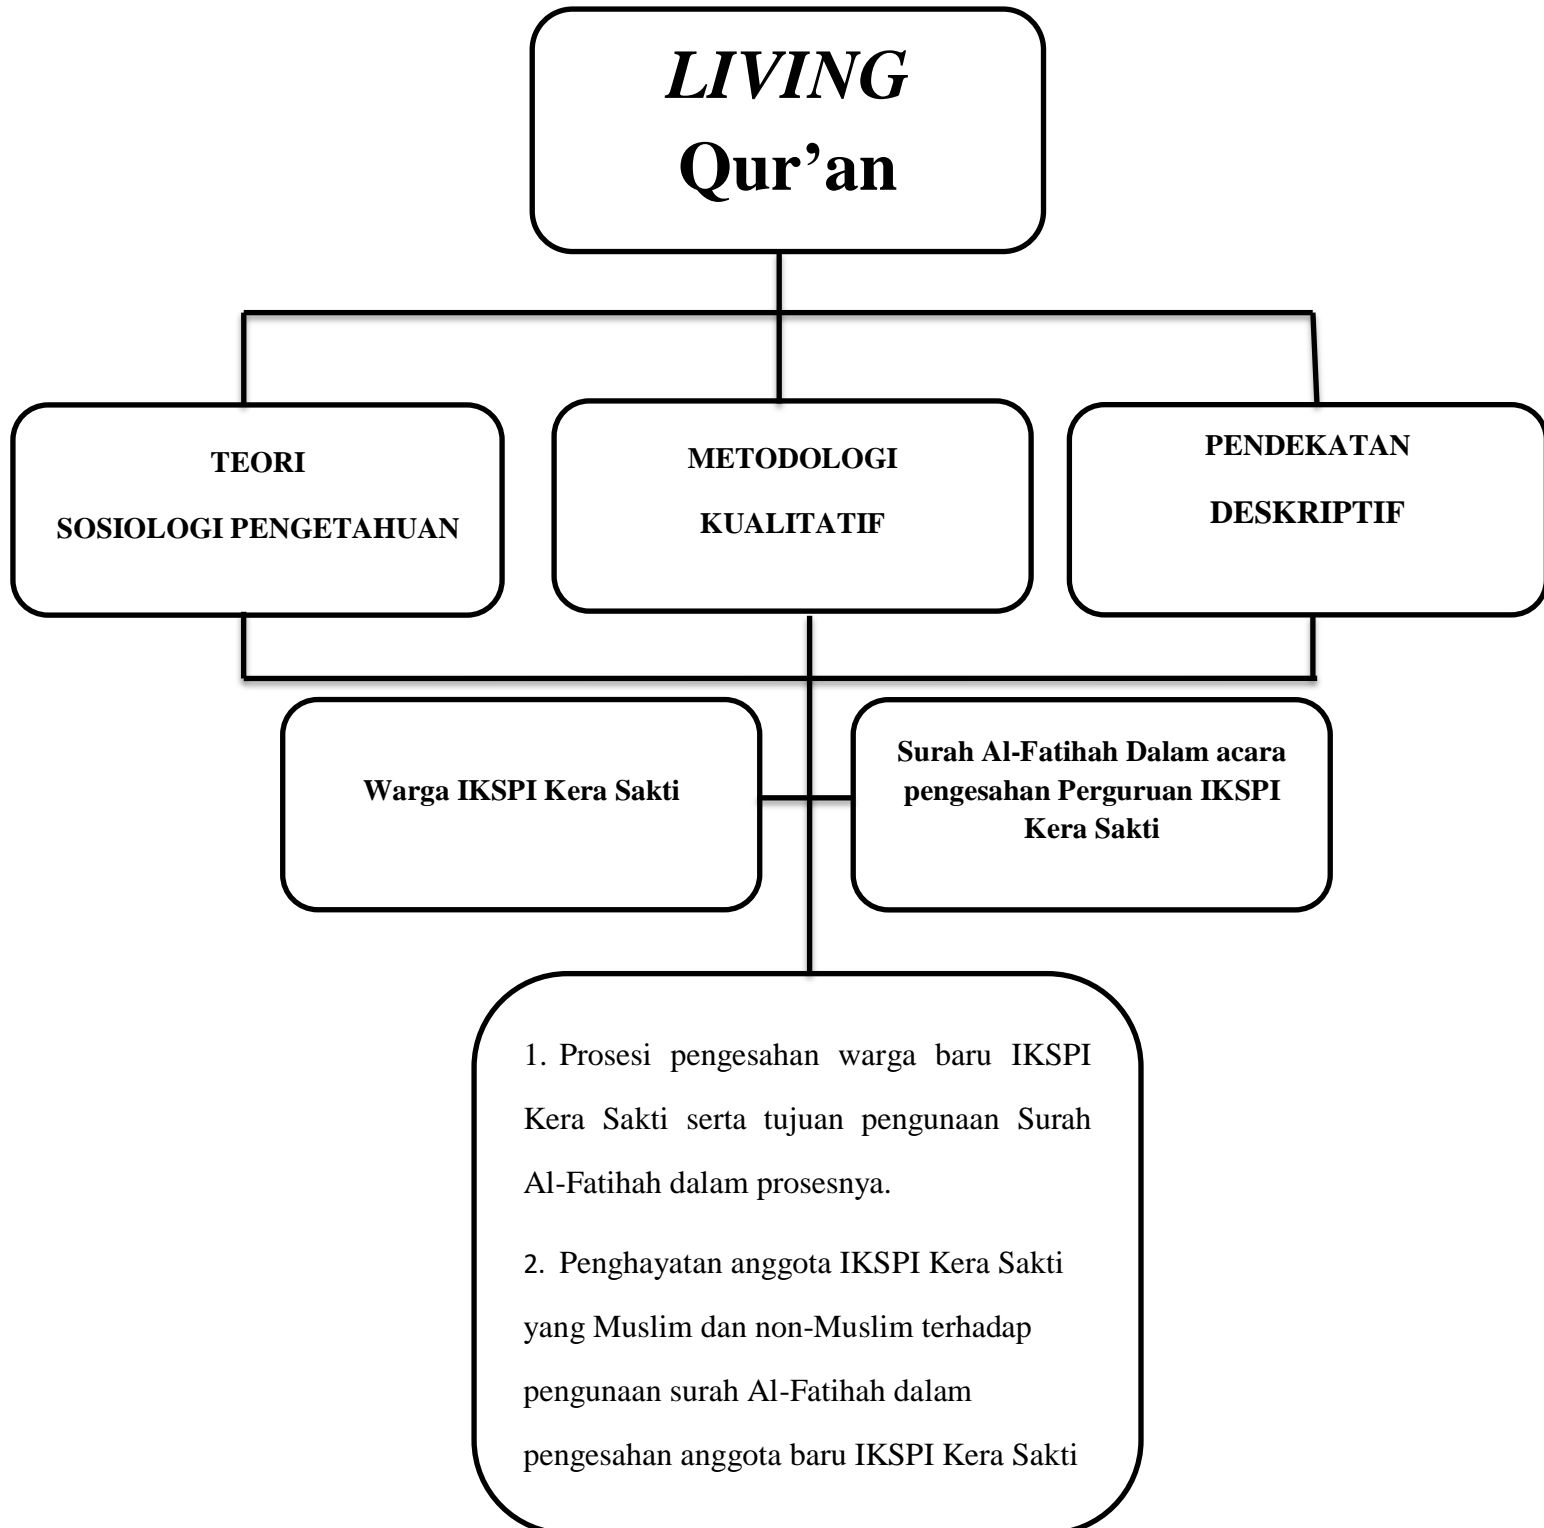 LIVING
Qur’an
TEORI
SOSIOLOGI PENGETAHUAN
METODOLOGI
KUALITATIF
PENDEKATAN
DESKRIPTIF
Warga IKSPI Kera Sakti
Surah Al-Fatihah Dalam acara
pengesahan Perguruan IKSPI
Kera Sakti
1. Prosesi pengesahan warga baru IKSPI
Kera Sakti serta tujuan pengunaan Surah
Al-Fatihah dalam prosesnya.
2. Penghayatan anggota IKSPI Kera Sakti
yang Muslim dan non-Muslim terhadap
pengunaan surah Al-Fatihah dalam
pengesahan anggota baru IKSPI Kera Sakti